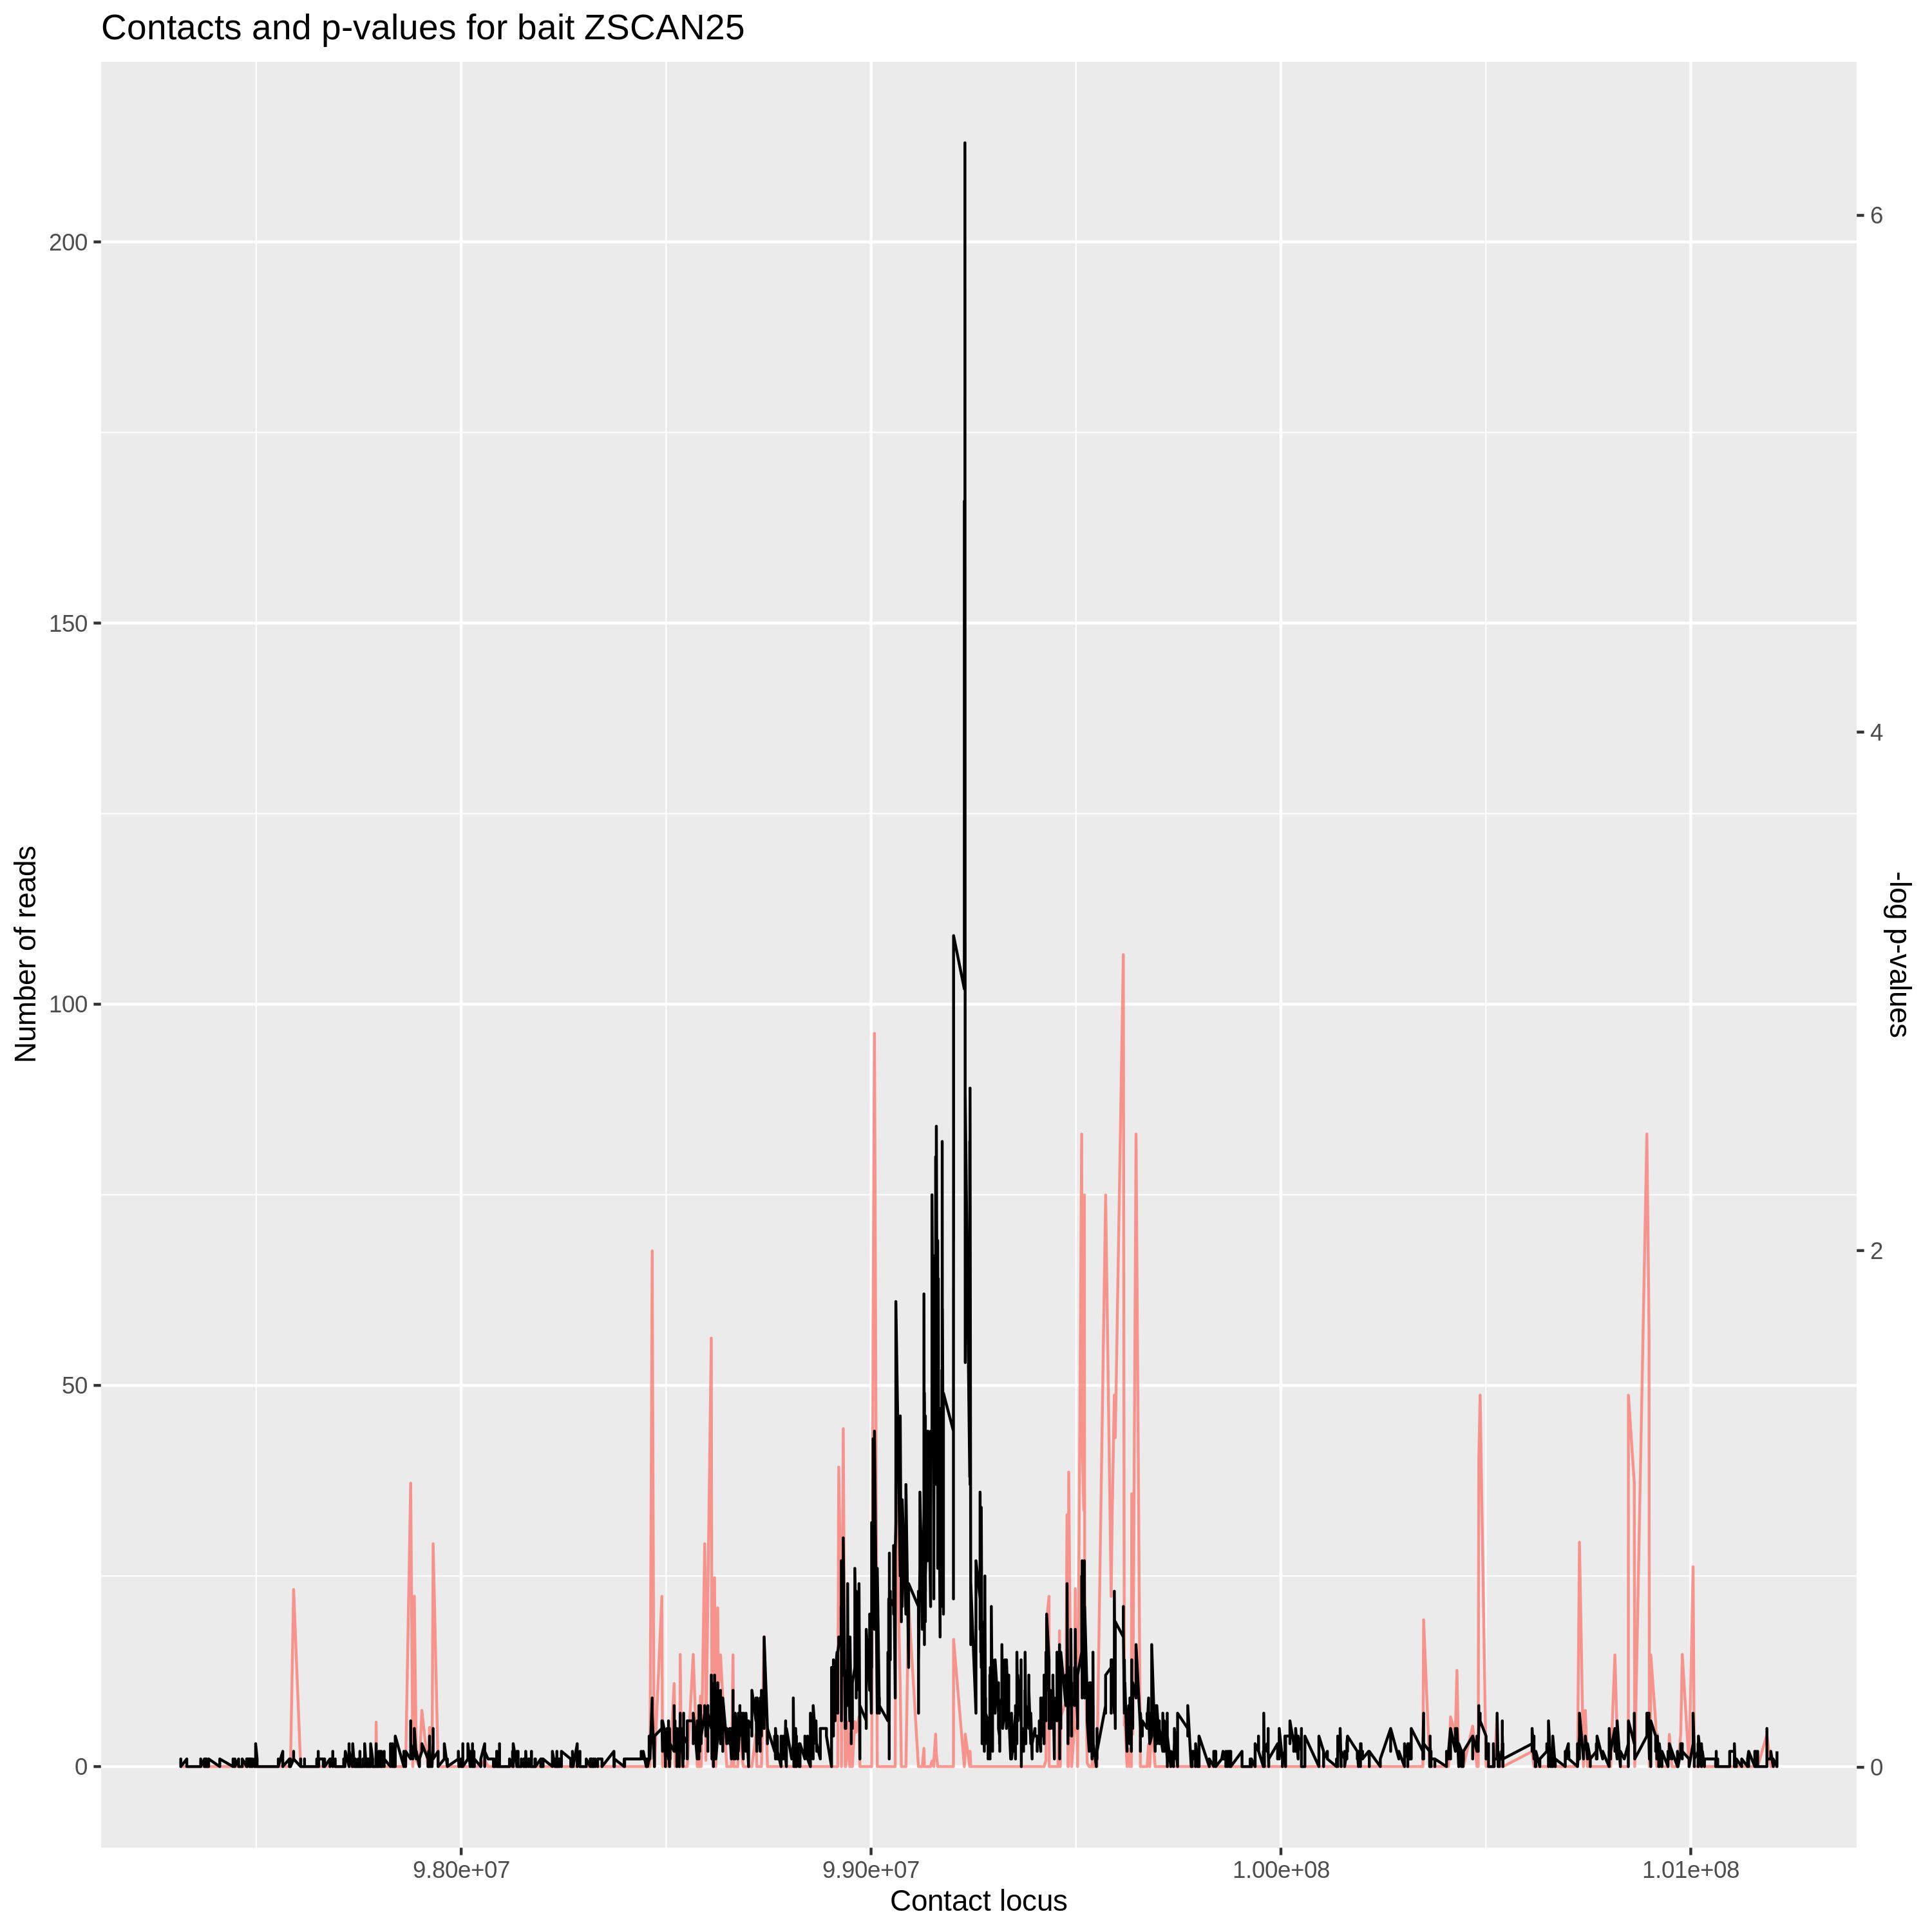 Contacts and p-values for bait ZSCAN25
200
150
100
50
0
Number of reads
6
4
2
0
-log p-values
9.80e+07
9.90e+07
1.00e+08
1.01e+08
Contact locus